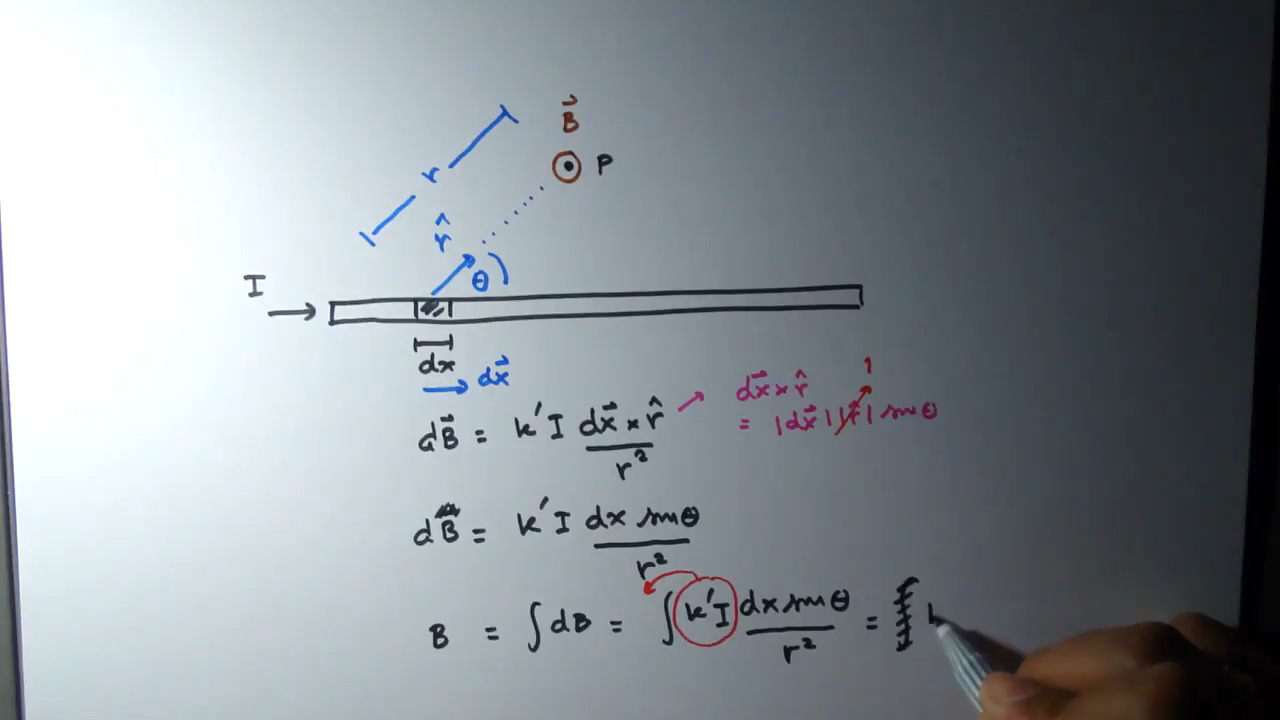 B⃗
P
r
r̂
θ
I
dx
dx⃗
dB⃗ = k′I dx⃗ × r̂ / r²
dx⃗ × r̂
= |dx⃗| |r̂| sinθ
1
dB = k′I dx sinθ / r²
B = ∫dB = ∫k′I dx sinθ / r² =